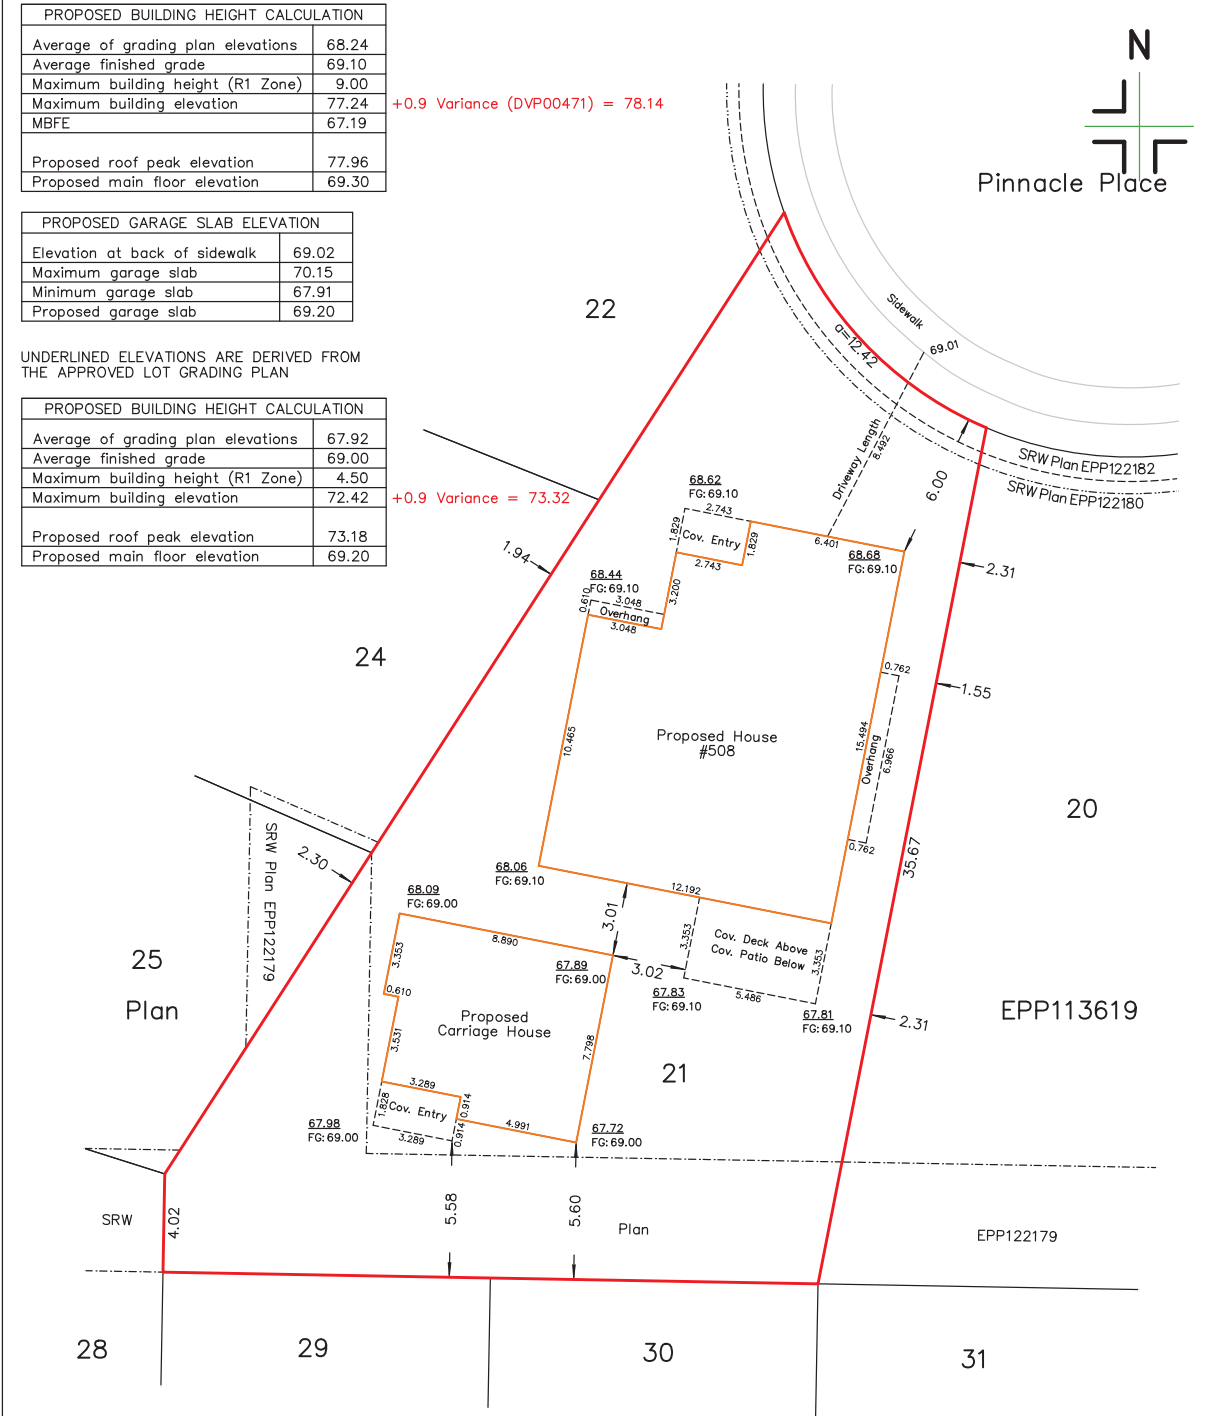 PROPOSED BUILDING HEIGHT CALCULATION
Average of grading plan elevations 68.24
Average finished grade 69.10
Maximum building height (R1 Zone) 9.00
Maximum building elevation 77.24 +0.9 Variance (DVP00471) = 78.14
MBFE 67.19
Proposed roof peak elevation 77.96
Proposed main floor elevation 69.30
N
Pinnacle Place
PROPOSED GARAGE SLAB ELEVATION
Elevation at back of sidewalk 69.02
Maximum garage slab 70.15
Minimum garage slab 67.91
Proposed garage slab 69.20
22
Sidewalk
a=12.42
69.01
UNDERLINED ELEVATIONS ARE DERIVED FROM
THE APPROVED LOT GRADING PLAN
PROPOSED BUILDING HEIGHT CALCULATION
Average of grading plan elevations 67.92
Average finished grade 69.00
Maximum building height (R1 Zone) 4.50
Maximum building elevation 72.42 +0.9 Variance = 73.32
Proposed roof peak elevation 73.18
Proposed main floor elevation 69.20
Driveway Length
8.492
SRW Plan EPP122182
SRW Plan EPP122180
6.00
68.62
FG: 69.10
2.743
1.829
Cov. Entry
1.829
2.743
6.401
68.68
FG: 69.10
2.31
1.94
68.44
FG: 69.10
3.200
0.610
3.048
Overhang
3.048
24
0.762
1.55
10.465
Proposed House
#508
15.494
Overhang
6.966
20
0.762
35.67
SRW Plan EPP122179
2.30
68.06
FG: 69.10
12.192
68.09
FG: 69.00
3.01
8.890
3.353
3.353
Cov. Deck Above
Cov. Patio Below
3.353
25
67.89
FG: 69.00
3.02
67.83
FG: 69.10
5.486
0.610
Plan
Proposed
Carriage House
67.81
FG: 69.10
2.31
EPP113619
3.531
7.798
21
3.289
1.828
Cov. Entry
0.914
0.914
3.289
4.991
67.98
FG: 69.00
67.72
FG: 69.00
SRW
4.02
5.58
5.60
Plan
EPP122179
28
29
30
31